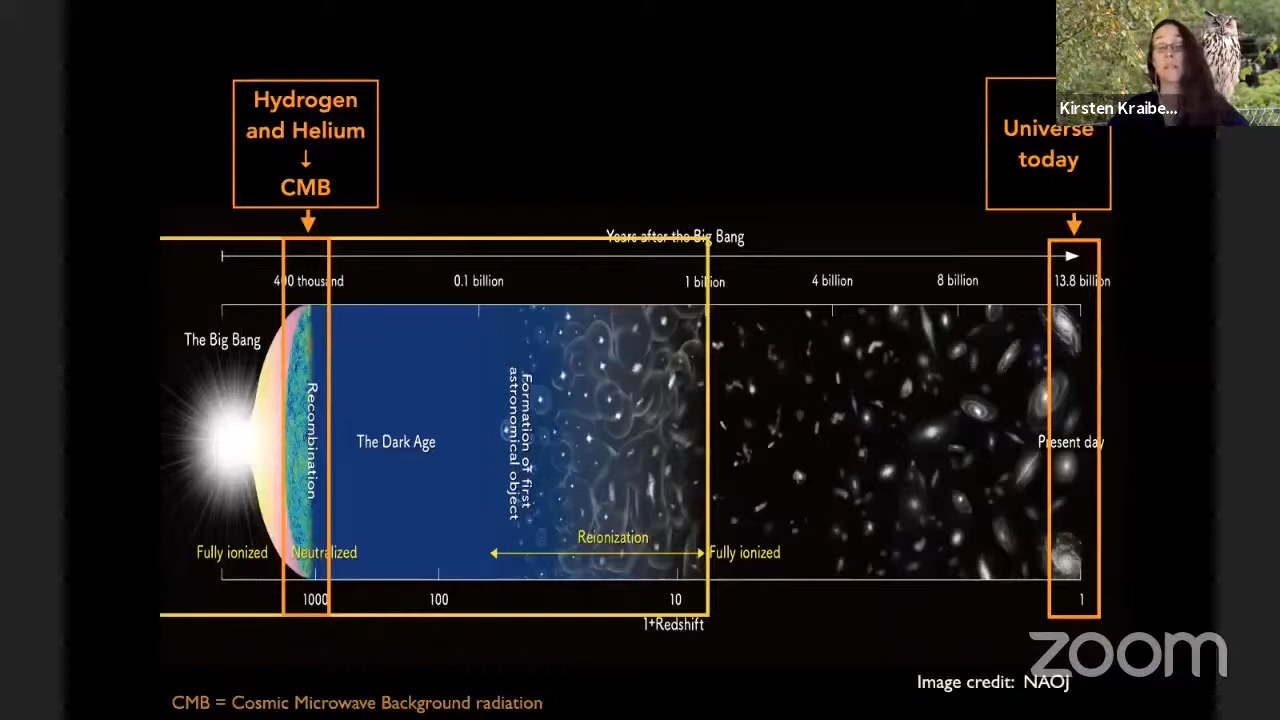 Hydrogen
and Helium
↓
CMB
Kirsten Kraibe...
Universe
today
Years after the Big Bang
400 thousand
0.1 billion
1 billion
4 billion
8 billion
13.8 billion
The Big Bang
Recombination
The Dark Age
Formation of first
astronomical object
Present day
Reionization
Fully ionized
Neutralized
Fully ionized
1000
100
10
1
1+Redshift
zoom
Image credit: NAOJ
CMB = Cosmic Microwave Background radiation